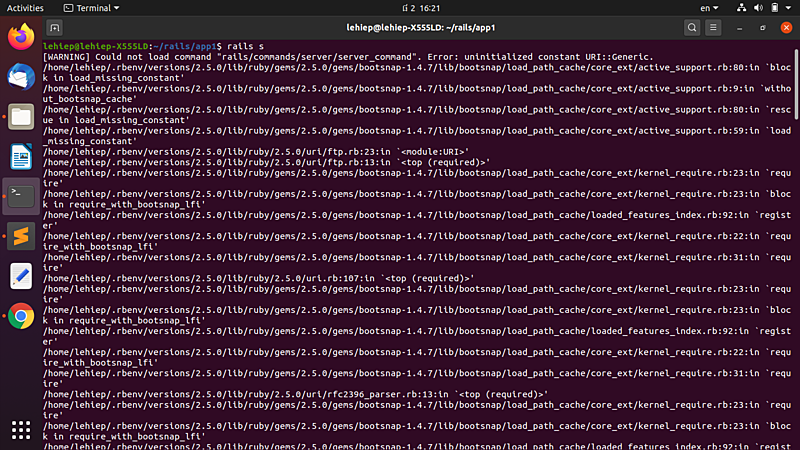 Activities
Terminal
ไ 2 16:21
en
lehiep@lehiep-X555LD: ~/rails/app1
lehiep@lehiep-X555LD:~/rails/app1$ rails s
[WARNING] Could not load command "rails/commands/server/server_command". Error: uninitialized constant URI::Generic.
/home/lehiep/.rbenv/versions/2.5.0/lib/ruby/gems/2.5.0/gems/bootsnap-1.4.7/lib/bootsnap/load_path_cache/core_ext/active_support.rb:80:in `bloc
k in load_missing_constant'
/home/lehiep/.rbenv/versions/2.5.0/lib/ruby/gems/2.5.0/gems/bootsnap-1.4.7/lib/bootsnap/load_path_cache/core_ext/active_support.rb:9:in `witho
ut_bootsnap_cache'
/home/lehiep/.rbenv/versions/2.5.0/lib/ruby/gems/2.5.0/gems/bootsnap-1.4.7/lib/bootsnap/load_path_cache/core_ext/active_support.rb:80:in `resc
ue in load_missing_constant'
/home/lehiep/.rbenv/versions/2.5.0/lib/ruby/gems/2.5.0/gems/bootsnap-1.4.7/lib/bootsnap/load_path_cache/core_ext/active_support.rb:59:in `load
_missing_constant'
/home/lehiep/.rbenv/versions/2.5.0/lib/ruby/2.5.0/uri/ftp.rb:23:in `<module:URI>'
/home/lehiep/.rbenv/versions/2.5.0/lib/ruby/2.5.0/uri/ftp.rb:13:in `<top (required)>'
/home/lehiep/.rbenv/versions/2.5.0/lib/ruby/gems/2.5.0/gems/bootsnap-1.4.7/lib/bootsnap/load_path_cache/core_ext/kernel_require.rb:23:in `requ
ire'
/home/lehiep/.rbenv/versions/2.5.0/lib/ruby/gems/2.5.0/gems/bootsnap-1.4.7/lib/bootsnap/load_path_cache/core_ext/kernel_require.rb:23:in `bloc
k in require_with_bootsnap_lfi'
/home/lehiep/.rbenv/versions/2.5.0/lib/ruby/gems/2.5.0/gems/bootsnap-1.4.7/lib/bootsnap/load_path_cache/loaded_features_index.rb:92:in `regist
er'
/home/lehiep/.rbenv/versions/2.5.0/lib/ruby/gems/2.5.0/gems/bootsnap-1.4.7/lib/bootsnap/load_path_cache/core_ext/kernel_require.rb:22:in `requ
ire_with_bootsnap_lfi'
/home/lehiep/.rbenv/versions/2.5.0/lib/ruby/gems/2.5.0/gems/bootsnap-1.4.7/lib/bootsnap/load_path_cache/core_ext/kernel_require.rb:31:in `requ
ire'
/home/lehiep/.rbenv/versions/2.5.0/lib/ruby/2.5.0/uri.rb:107:in `<top (required)>'
/home/lehiep/.rbenv/versions/2.5.0/lib/ruby/gems/2.5.0/gems/bootsnap-1.4.7/lib/bootsnap/load_path_cache/core_ext/kernel_require.rb:23:in `requ
ire'
/home/lehiep/.rbenv/versions/2.5.0/lib/ruby/gems/2.5.0/gems/bootsnap-1.4.7/lib/bootsnap/load_path_cache/core_ext/kernel_require.rb:23:in `bloc
k in require_with_bootsnap_lfi'
/home/lehiep/.rbenv/versions/2.5.0/lib/ruby/gems/2.5.0/gems/bootsnap-1.4.7/lib/bootsnap/load_path_cache/loaded_features_index.rb:92:in `regist
er'
/home/lehiep/.rbenv/versions/2.5.0/lib/ruby/gems/2.5.0/gems/bootsnap-1.4.7/lib/bootsnap/load_path_cache/core_ext/kernel_require.rb:22:in `requ
ire_with_bootsnap_lfi'
/home/lehiep/.rbenv/versions/2.5.0/lib/ruby/gems/2.5.0/gems/bootsnap-1.4.7/lib/bootsnap/load_path_cache/core_ext/kernel_require.rb:31:in `requ
ire'
/home/lehiep/.rbenv/versions/2.5.0/lib/ruby/2.5.0/uri/rfc2396_parser.rb:13:in `<top (required)>'
/home/lehiep/.rbenv/versions/2.5.0/lib/ruby/gems/2.5.0/gems/bootsnap-1.4.7/lib/bootsnap/load_path_cache/core_ext/kernel_require.rb:23:in `requ
ire'
/home/lehiep/.rbenv/versions/2.5.0/lib/ruby/gems/2.5.0/gems/bootsnap-1.4.7/lib/bootsnap/load_path_cache/core_ext/kernel_require.rb:23:in `bloc
k in require_with_bootsnap_lfi'
/home/lehiep/.rbenv/versions/2.5.0/lib/ruby/gems/2.5.0/gems/bootsnap-1.4.7/lib/bootsnap/load_path_cache/loaded_features_index.rb:92:in `regist